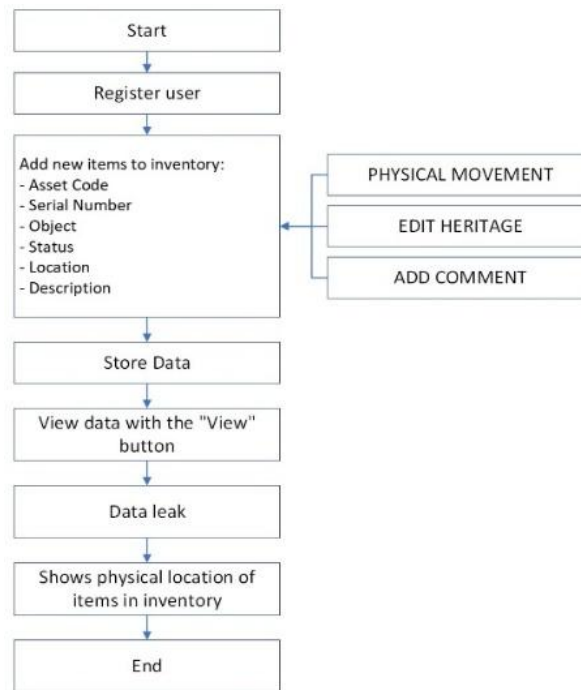 Start
Register user
Add new items to inventory:
- Asset Code
- Serial Number
- Object
- Status
- Location
- Description
PHYSICAL MOVEMENT
EDIT HERITAGE
ADD COMMENT
Store Data
View data with the "View"
button
Data leak
Shows physical location of
items in inventory
End